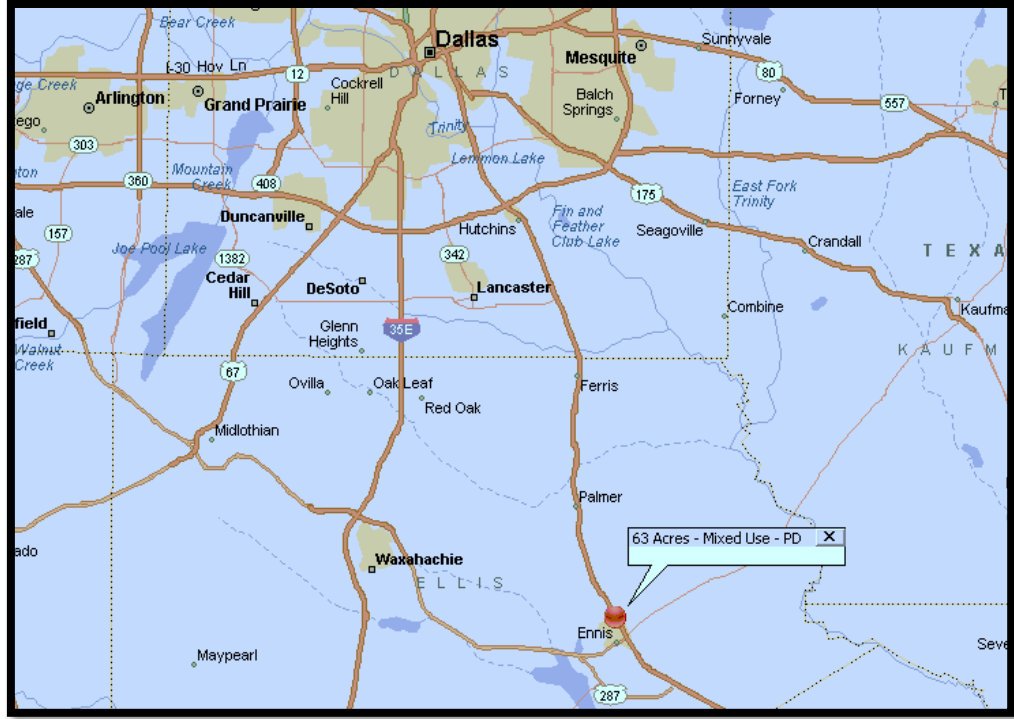 Bear Creek
Dallas
Sunnyvale
Mesquite
I-30 Hov Ln
12
DALLAS
80
ge Creek
Arlington
Grand Prairie
Cockrell
Hill
Balch
Springs
Forney
557
T
ego
303
Trinity
Lemmon Lake
ton
360
Mountain
Creek
408
175
East Fork
Trinity
ale
157
Duncanville
Hutchins
Fin and
Feather
Club Lake
Seagoville
Crandall
287
Joe Pool Lake
1382
342
TEXA
Cedar
Hill
DeSoto
Lancaster
Combine
Kaufma
field
Glenn
Heights
35E
Walnut
Creek
KAUFM
67
Ovilla
Oak Leaf
Ferris
Red Oak
Midlothian
Palmer
63 Acres - Mixed Use - PD
ado
Waxahachie
ELLIS
Ennis
Seve
Maypearl
287